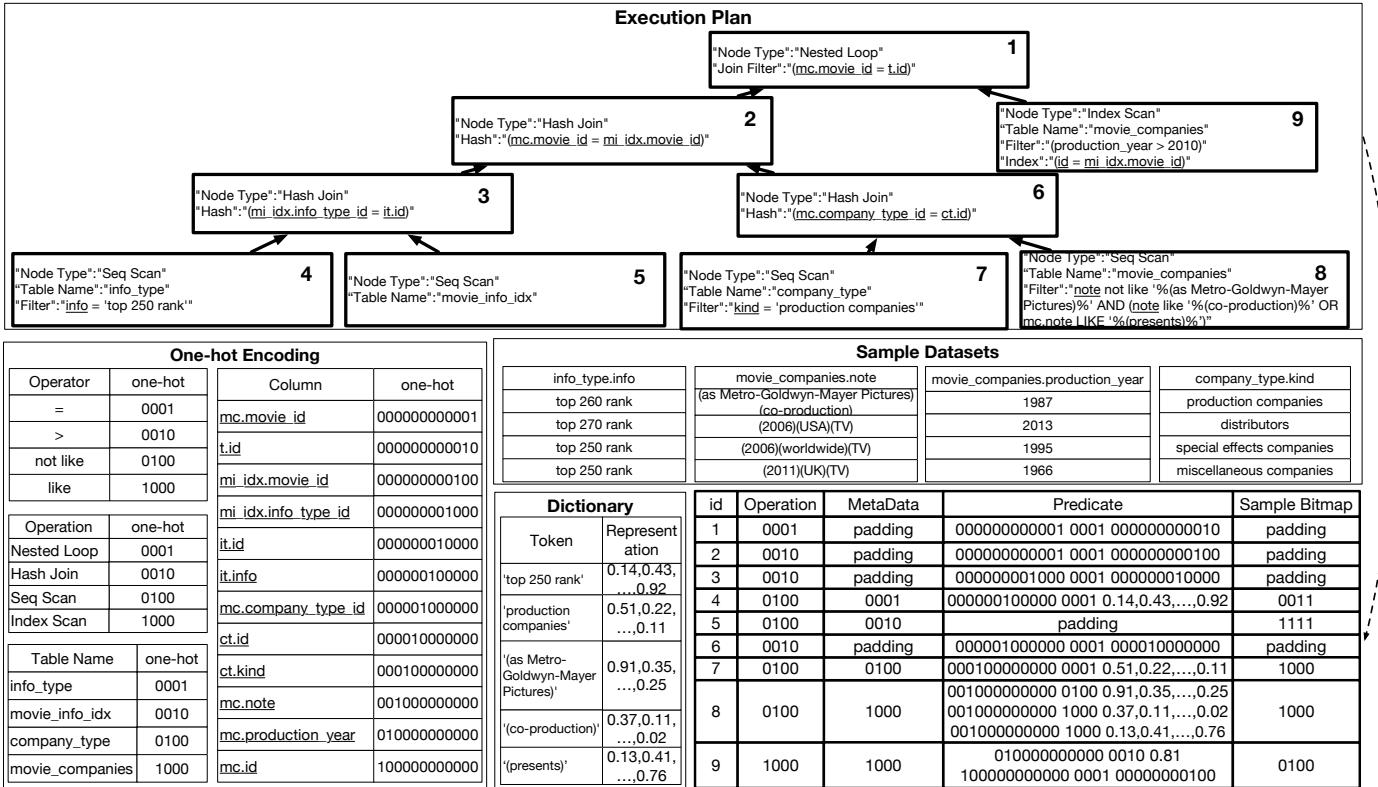 Execution Plan
"Node Type":"Nested Loop"
"Join Filter":"(mc.movie_id = t.id)"
1
"Node Type":"Hash Join"
"Hash":"(mc.movie_id = mi_idx.movie_id)"
2
"Node Type":"Index Scan"
“Table Name":"movie_companies"
"Filter":"(production_year > 2010)"
"Index":"(id = mi_idx.movie_id)"
9
"Node Type":"Hash Join"
"Hash":"(mi_idx.info_type_id = it.id)"
3
"Node Type":"Hash Join"
"Hash":"(mc.company_type_id = ct.id)"
6
"Node Type":"Seq Scan"
“Table Name":"info_type"
"Filter":"info = 'top 250 rank'"
4
"Node Type":"Seq Scan"
“Table Name":"movie_info_idx"
5
"Node Type":"Seq Scan"
“Table Name":"company_type"
"Filter":"kind = 'production companies'"
7
"Node Type":"Seq Scan"
“Table Name":"movie_companies"
"Filter":"note not like '%(as Metro-Goldwyn-Mayer
Pictures)%' AND (note like '%(co-production)%' OR
mc.note LIKE '%(presents)%')”
8
One-hot Encoding
Operator one-hot
= 0001
> 0010
not like 0100
like 1000
Operation one-hot
Nested Loop 0001
Hash Join 0010
Seq Scan 0100
Index Scan 1000
Table Name one-hot
info_type 0001
movie_info_idx 0010
company_type 0100
movie_companies 1000
Column one-hot
mc.movie_id 000000000001
t.id 000000000010
mi_idx.movie_id 000000000100
mi_idx.info_type_id 000000001000
it.id 000000010000
it.info 000000100000
mc.company_type_id 000001000000
ct.id 000010000000
ct.kind 000100000000
mc.note 001000000000
mc.production_year 010000000000
mc.id 100000000000
Sample Datasets
info_type.info movie_companies.note movie_companies.production_year company_type.kind
top 260 rank (as Metro-Goldwyn-Mayer Pictures) (co-production) 1987 production companies
top 270 rank (2006)(USA)(TV) 2013 distributors
top 250 rank (2006)(worldwide)(TV) 1995 special effects companies
top 250 rank (2011)(UK)(TV) 1966 miscellaneous companies
Dictionary
Token
Represent
ation
'top 250 rank'
0.14,0.43,
…,0.92
'production
companies'
0.51,0.22,
…,0.11
'(as Metro-
Goldwyn-Mayer
Pictures)'
0.91,0.35,
…,0.25
'(co-production)'
0.37,0.11,
…,0.02
'(presents)’
0.13,0.41,
…,0.76
id Operation MetaData Predicate Sample Bitmap
1 0001 padding 000000000001 0001 000000000010 padding
2 0010 padding 000000000001 0001 000000000100 padding
3 0010 padding 000000001000 0001 000000010000 padding
4 0100 0001 000000100000 0001 0.14,0.43,…,0.92 0011
5 0100 0010 padding 1111
6 0010 padding 000001000000 0001 000010000000 padding
7 0100 0100 000100000000 0001 0.51,0.22,…,0.11 1000
8 0100 1000
001000000000 0100 0.91,0.35,…,0.25
001000000000 1000 0.37,0.11,…,0.02
001000000000 1000 0.13,0.41,…,0.76
1000
9 1000 1000
010000000000 0010 0.81
100000000000 0001 00000000100
0100